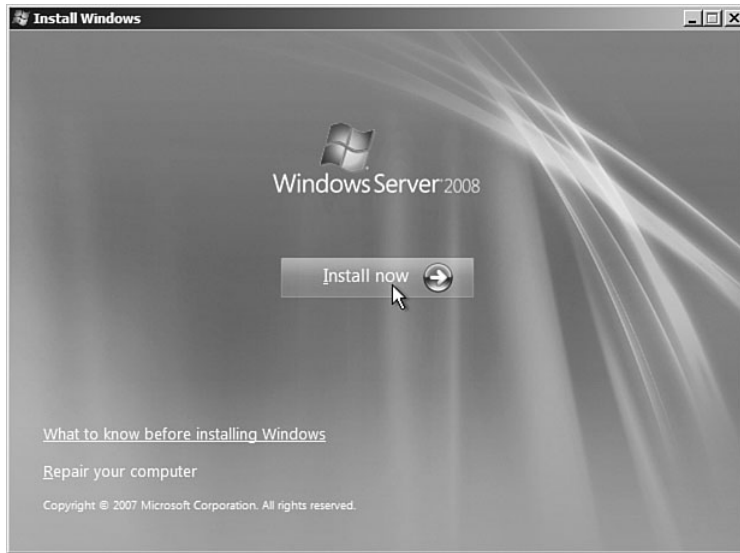 Install Windows
Windows Server 2008
Install now
What to know before installing Windows
Repair your computer
Copyright © 2007 Microsoft Corporation. All rights reserved.